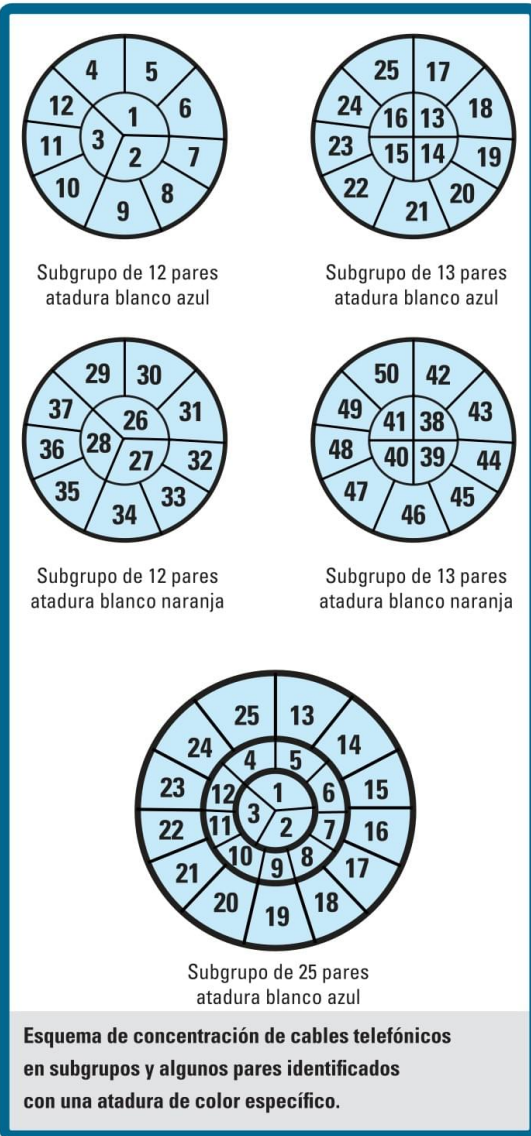 4 5
12 1 6
11 3 2 7
10 9 8
Subgrupo de 12 pares
atadura blanco azul
25 17
24 16 13 18
23 15 14 19
22 21 20
Subgrupo de 13 pares
atadura blanco azul
29 30
37 26 31
36 28 27 32
35 34 33
Subgrupo de 12 pares
atadura blanco naranja
50 42
49 41 38 43
48 40 39 44
47 46 45
Subgrupo de 13 pares
atadura blanco naranja
25 13
24 4 5 14
23 12 1 6 15
22 11 3 2 7 16
21 10 9 8 17
20 19 18
Subgrupo de 25 pares
atadura blanco azul
Esquema de concentración de cables telefónicos
en subgrupos y algunos pares identificados
con una atadura de color específico.